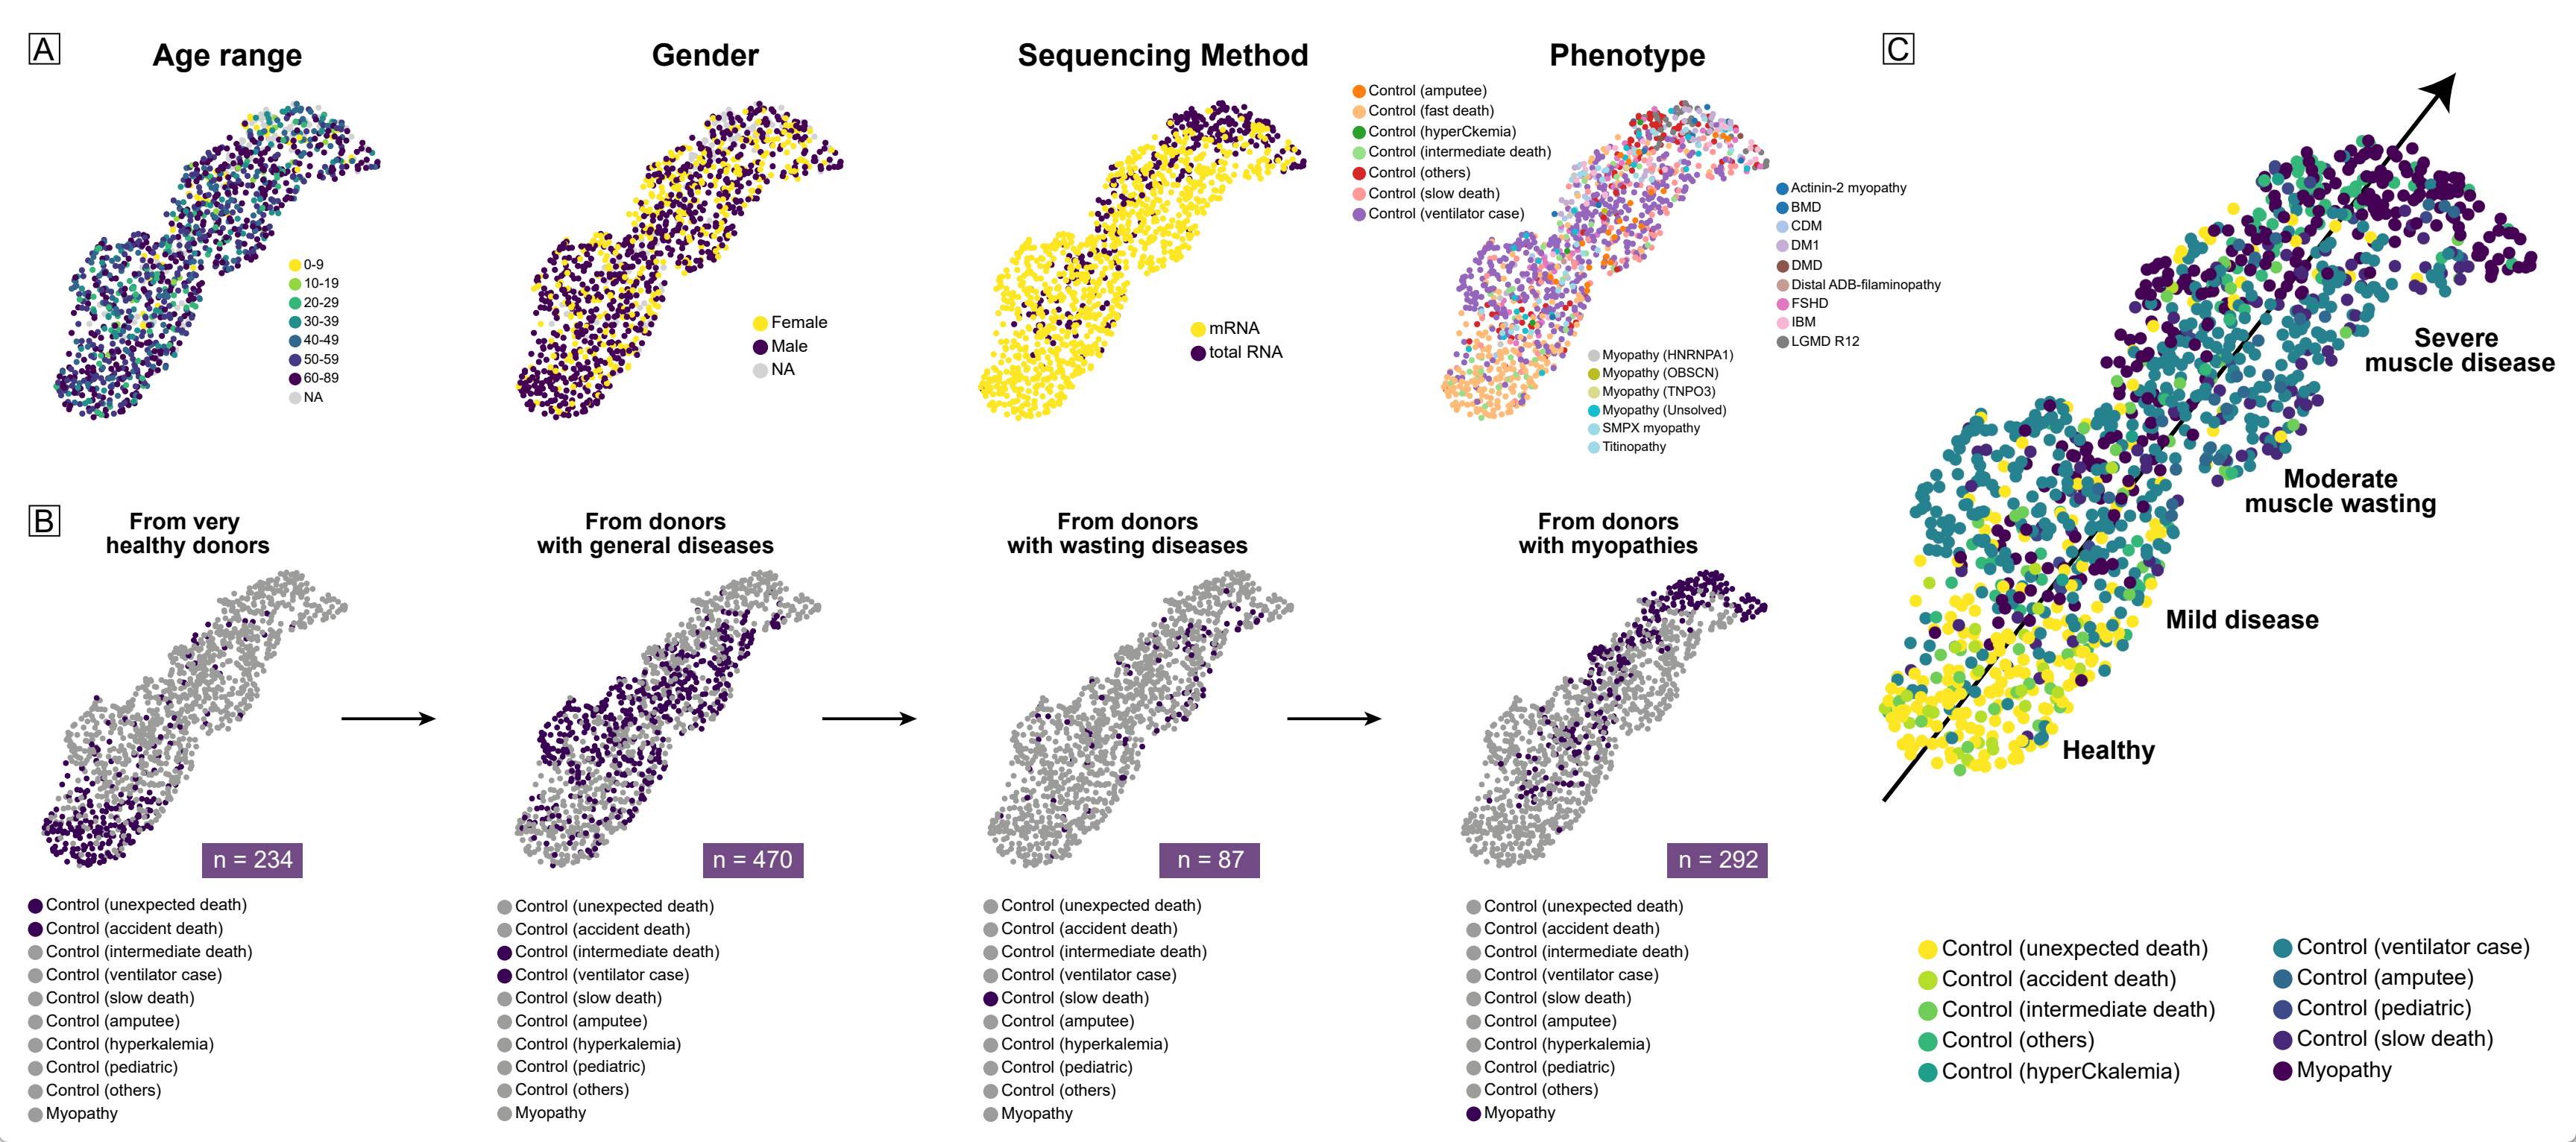 A
Age range
0-9
10-19
20-29
30-39
40-49
50-59
60-89
NA
Gender
Female
Male
NA
Sequencing Method
mRNA
total RNA
Phenotype
Control (amputee)
Control (fast death)
Control (hyperCkemia)
Control (intermediate death)
Control (others)
Control (slow death)
Control (ventilator case)
Actinin-2 myopathy
BMD
CDM
DM1
DMD
Distal ADB-filaminopathy
FSHD
IBM
LGMD R12
Myopathy (HNRNPA1)
Myopathy (OBSCN)
Myopathy (TNPO3)
Myopathy (Unsolved)
SMPX myopathy
Titinopathy
B
From very
healthy donors
n = 234
Control (unexpected death)
Control (accident death)
Control (intermediate death)
Control (ventilator case)
Control (slow death)
Control (amputee)
Control (hyperkalemia)
Control (pediatric)
Control (others)
Myopathy
From donors
with general diseases
n = 470
Control (unexpected death)
Control (accident death)
Control (intermediate death)
Control (ventilator case)
Control (slow death)
Control (amputee)
Control (hyperkalemia)
Control (pediatric)
Control (others)
Myopathy
From donors
with wasting diseases
n = 87
Control (unexpected death)
Control (accident death)
Control (intermediate death)
Control (ventilator case)
Control (slow death)
Control (amputee)
Control (hyperkalemia)
Control (pediatric)
Control (others)
Myopathy
From donors
with myopathies
n = 292
Control (unexpected death)
Control (accident death)
Control (intermediate death)
Control (ventilator case)
Control (slow death)
Control (amputee)
Control (hyperkalemia)
Control (pediatric)
Control (others)
Myopathy
C
Severe
muscle disease
Moderate
muscle wasting
Mild disease
Healthy
Control (unexpected death)
Control (accident death)
Control (intermediate death)
Control (others)
Control (hyperCkalemia)
Control (ventilator case)
Control (amputee)
Control (pediatric)
Control (slow death)
Myopathy